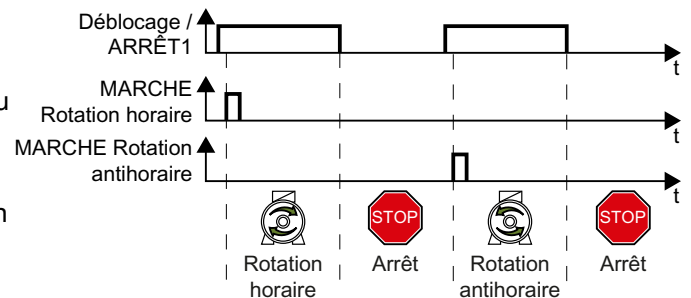 Déblocage /
ARRÊT1
t
u
MARCHE
Rotation horaire
t
MARCHE Rotation
antihoraire
t
n
STOP
STOP
Rotation
horaire
Arrêt
Rotation
antihoraire
Arrêt